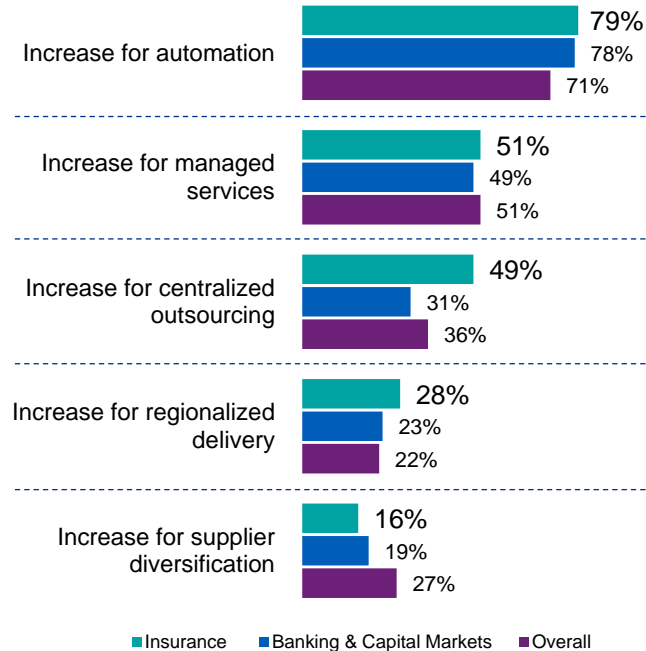 79%
Increase for automation
78%
71%
51%
Increase for managed
services
49%
51%
49%
Increase for centralized
outsourcing
31%
36%
28%
Increase for regionalized
delivery
23%
22%
16%
Increase for supplier
diversification
19%
27%
Insurance Banking & Capital Markets Overall